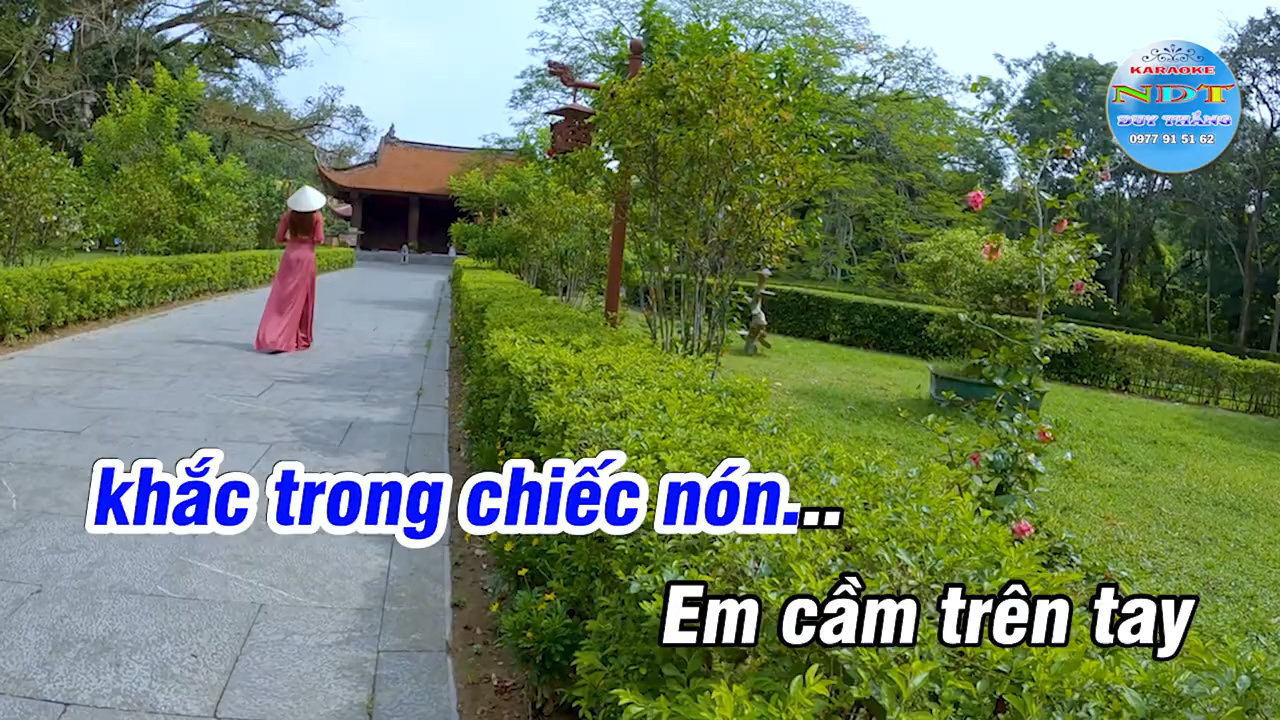 KARAOKE
NDT
DUY THẮNG
0977 91 51 62
khắc trong chiếc nón...
Em cầm trên tay